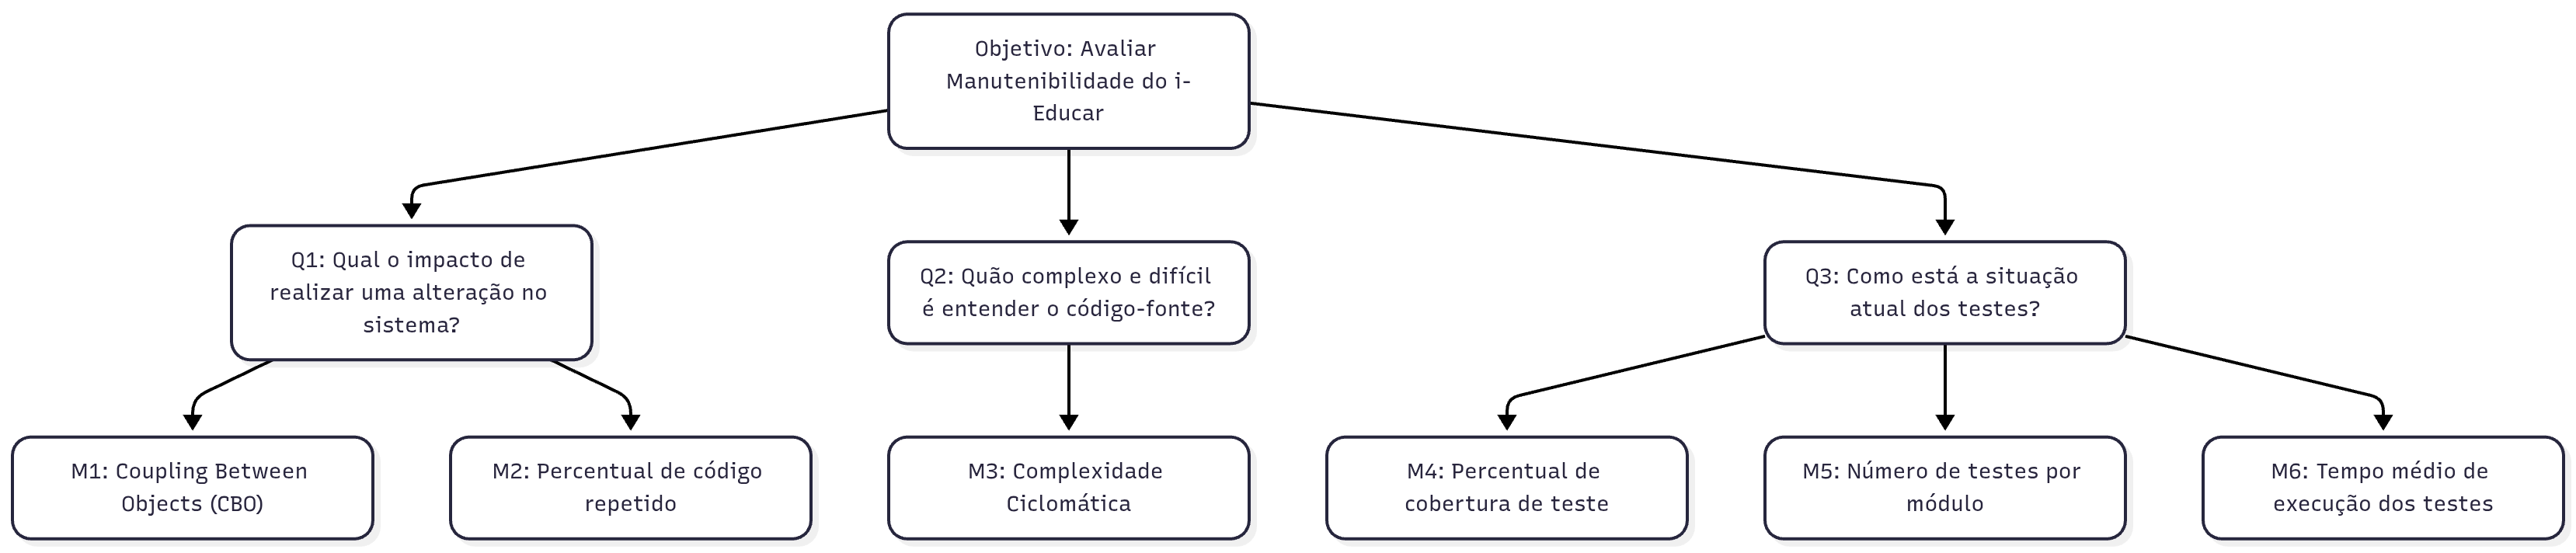 Objetivo: Avaliar
Manutenibilidade do i-
Educar
Q1: Qual o impacto de
realizar uma alteração no
sistema?
Q2: Quão complexo e difícil
é entender o código-fonte?
Q3: Como está a situação
atual dos testes?
M1: Coupling Between
Objects (CBO)
M2: Percentual de código
repetido
M3: Complexidade
Ciclomática
M4: Percentual de
cobertura de teste
M5: Número de testes por
módulo
M6: Tempo médio de
execução dos testes